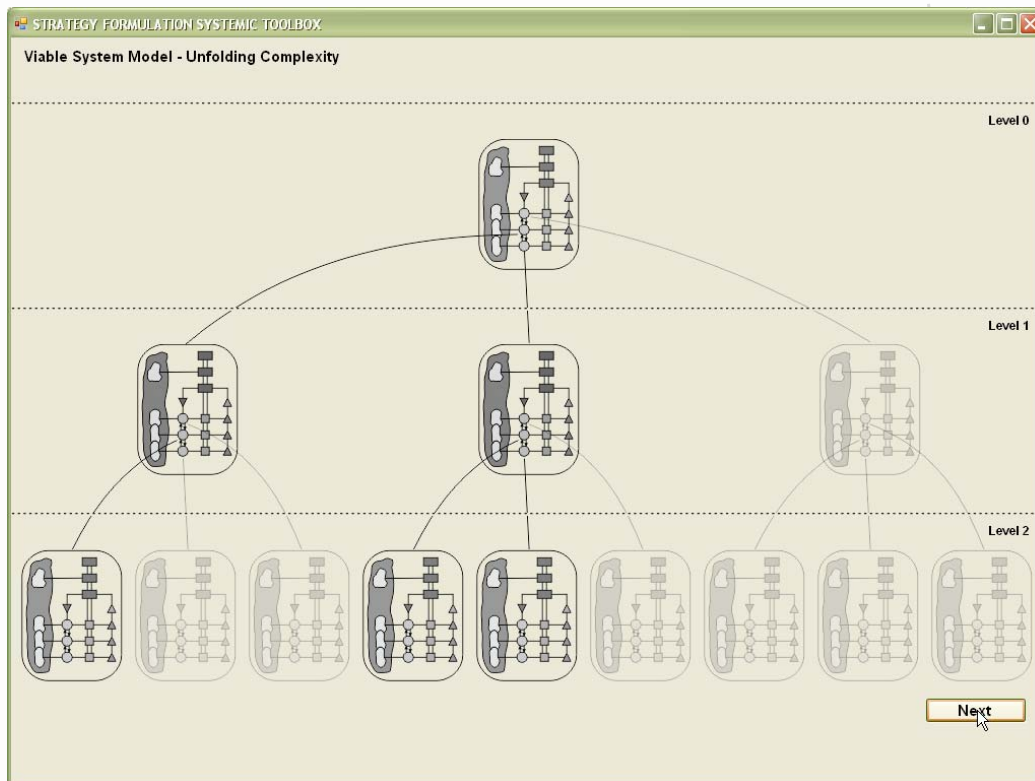 STRATEGY FORMULATION SYSTEMIC TOOLBOX
Viable System Model - Unfolding Complexity
Level 0
Level 1
Level 2
Next